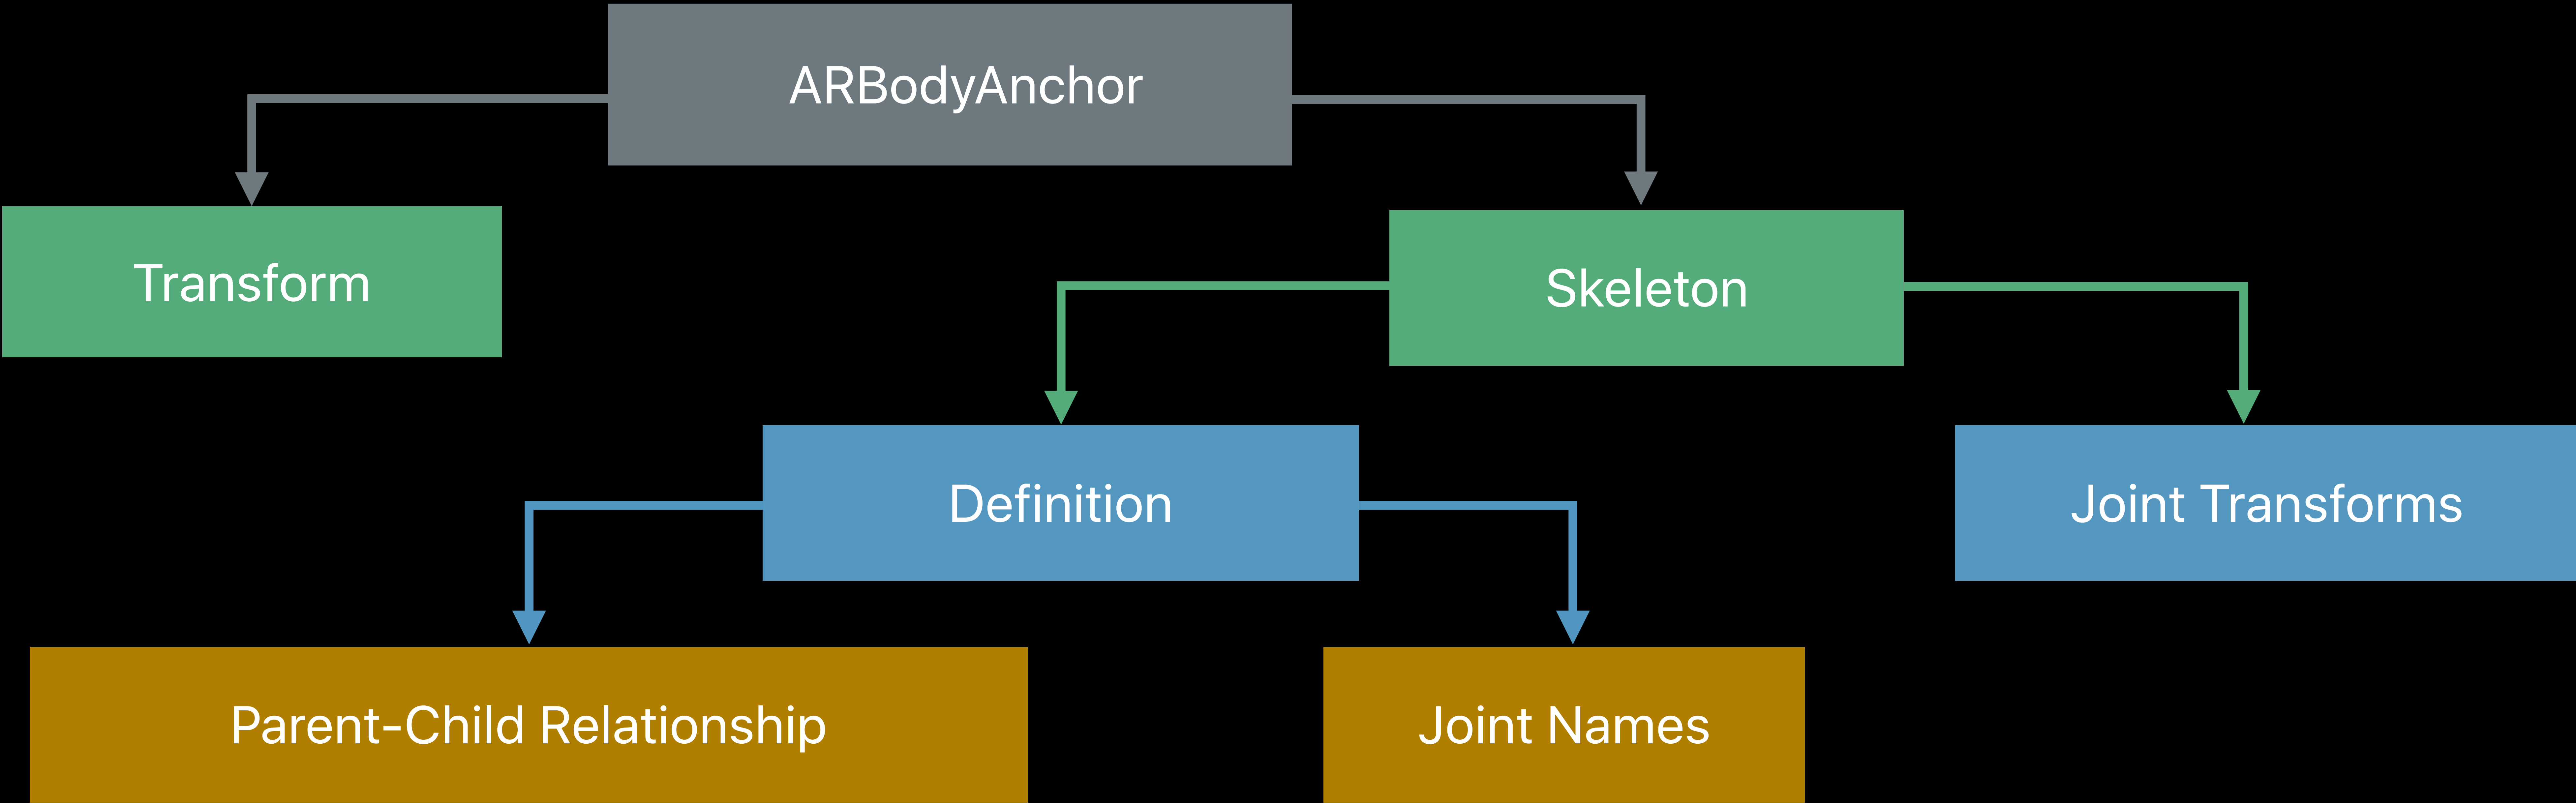 ARBodyAnchor
Transform
Skeleton
Definition
Joint Transforms
Parent-Child Relationship
Joint Names